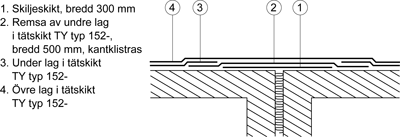 1. Skiljeskikt, bredd 300 mm
2. Remsa av undre lag
i tätskikt TY typ 152-,
bredd 500 mm, kantklistras
3. Under lag i tätskikt
TY typ 152-
4. Övre lag i tätskikt
TY typ 152-
4 3 2 1